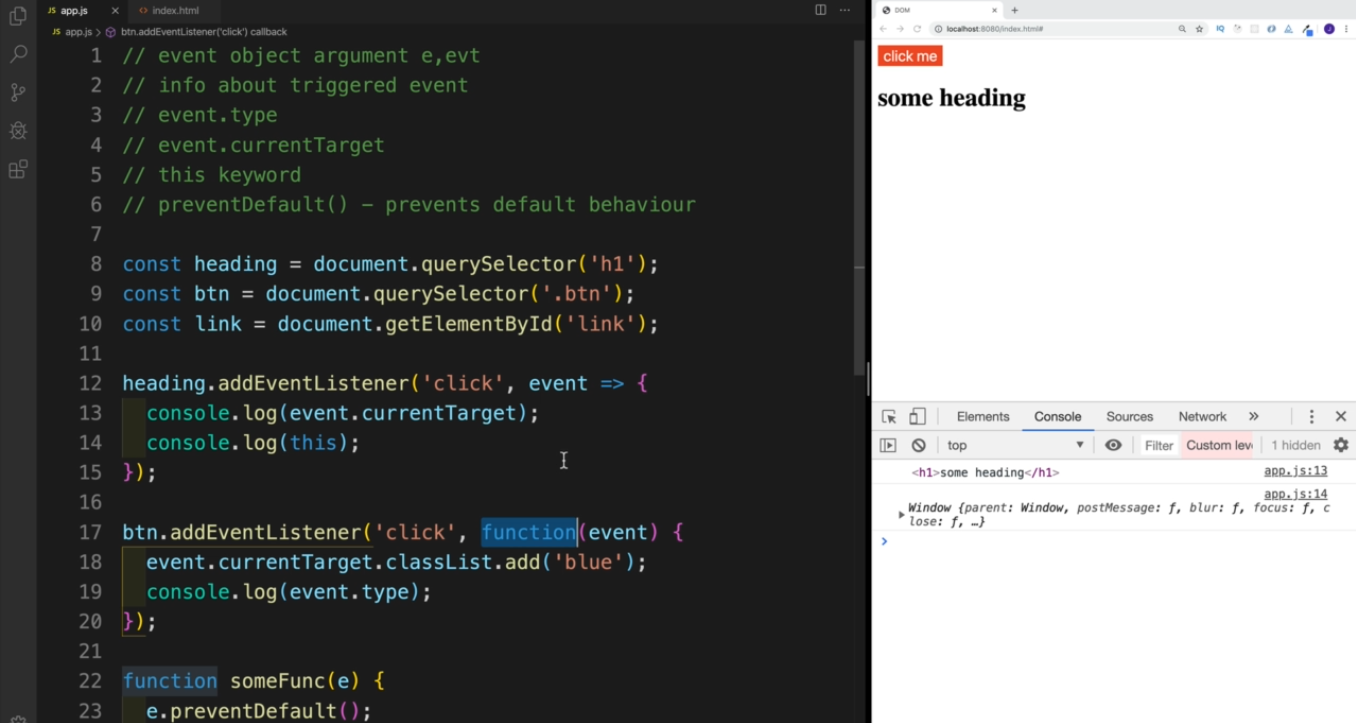 JS app.js × <> index.html ···
JS app.js > btn.addEventListener('click') callback
1 // event object argument e,evt
2 // info about triggered event
3 // event.type
4 // event.currentTarget
5 // this keyword
6 // preventDefault() – prevents default behaviour
7
8 const heading = document.querySelector('h1');
9 const btn = document.querySelector('.btn');
10 const link = document.getElementById('link');
11
12 heading.addEventListener('click', event => {
13 console.log(event.currentTarget);
14 console.log(this);
15 });
16
17 btn.addEventListener('click', function(event) {
18 event.currentTarget.classList.add('blue');
19 console.log(event.type);
20 });
21
22 function someFunc(e) {
23 e.preventDefault();
DOM × +
localhost:8080/index.html# IQ
click me
some heading
Elements Console Sources Network »
top Filter Custom leve 1 hidden
<h1>some heading</h1> app.js:13
app.js:14
Window {parent: Window, postMessage: ƒ, blur: ƒ, focus: ƒ, c
lose: ƒ, …}